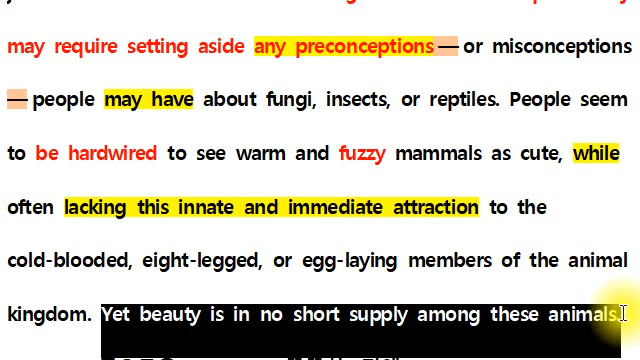 may require setting aside any preconceptions — or misconceptions
— people may have about fungi, insects, or reptiles. People seem
to be hardwired to see warm and fuzzy mammals as cute, while
often lacking this innate and immediate attraction to the
cold-blooded, eight-legged, or egg-laying members of the animal
kingdom. Yet beauty is in no short supply among these animals.